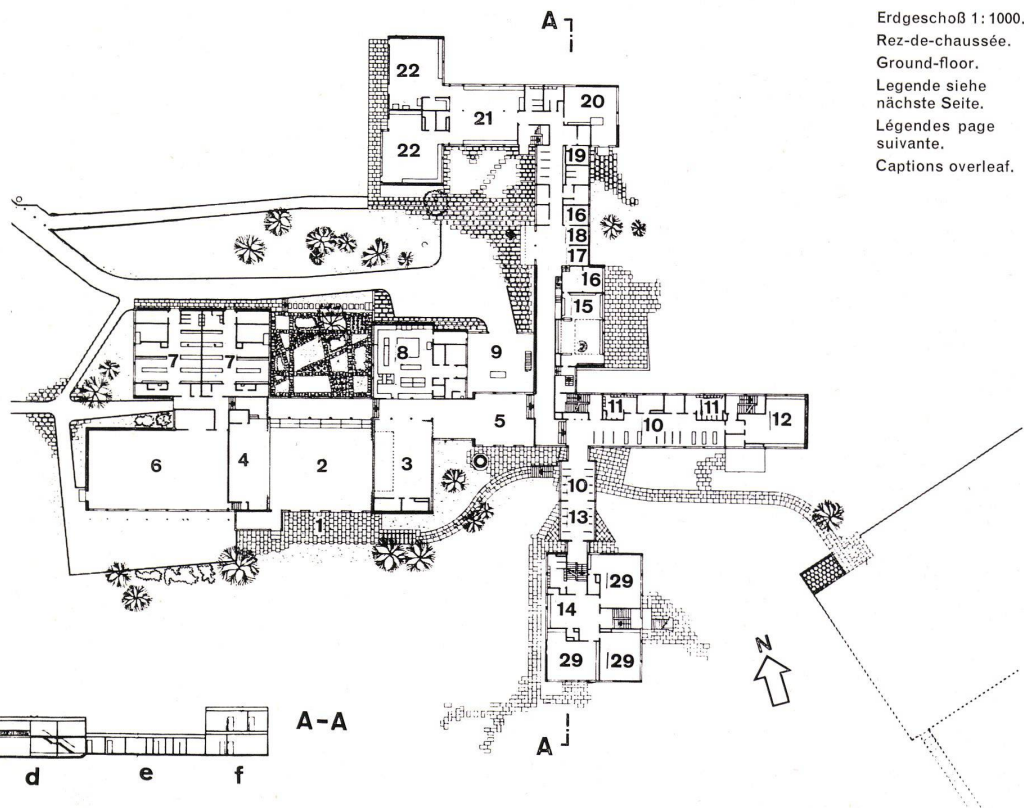 Erdgeschoß 1:1000.
Rez-de-chaussée.
Ground-floor.
Legende siehe
nächste Seite.
Légendes page
suivante.
Captions overleaf.
A
22
20
21
22
19
16
18
17
16
15
7 7
8
9
11 11
12
10
5
6
4
2
3
10
13
1
29
14
29 29
N
A-A
A
d e f